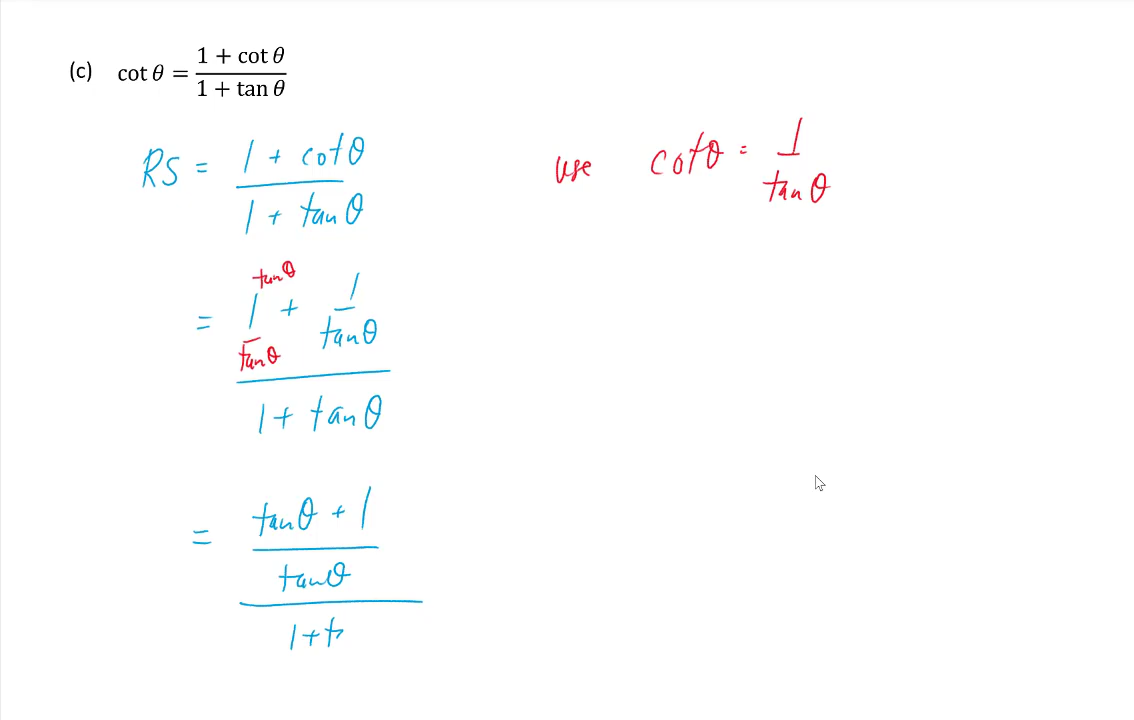 (c) cot θ = 1 + cot θ / 1 + tan θ
RS = 1 + cotθ / 1 + tanθ
use cotθ = 1 / tanθ
tanθ
= 1 + 1
tanθ tanθ
1 + tanθ
= tanθ + 1
tanθ
1 + t